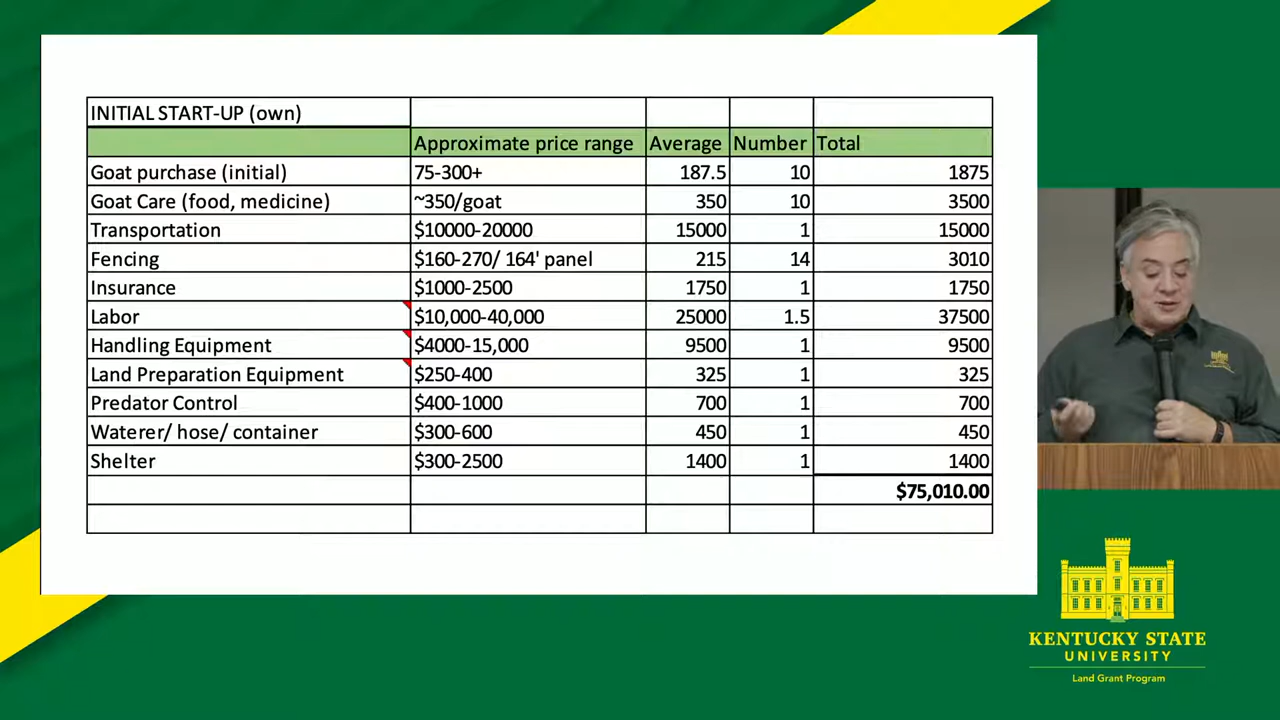 INITIAL START-UP (own)
Approximate price range Average Number Total
Goat purchase (initial) 75-300+ 187.5 10 1875
Goat Care (food, medicine) ~350/goat 350 10 3500
Transportation $10000-20000 15000 1 15000
Fencing $160-270/ 164' panel 215 14 3010
Insurance $1000-2500 1750 1 1750
Labor $10,000-40,000 25000 1.5 37500
Handling Equipment $4000-15,000 9500 1 9500
Land Preparation Equipment $250-400 325 1 325
Predator Control $400-1000 700 1 700
Waterer/ hose/ container $300-600 450 1 450
Shelter $300-2500 1400 1 1400
$75,010.00
KENTUCKY STATE
UNIVERSITY
Land Grant Program